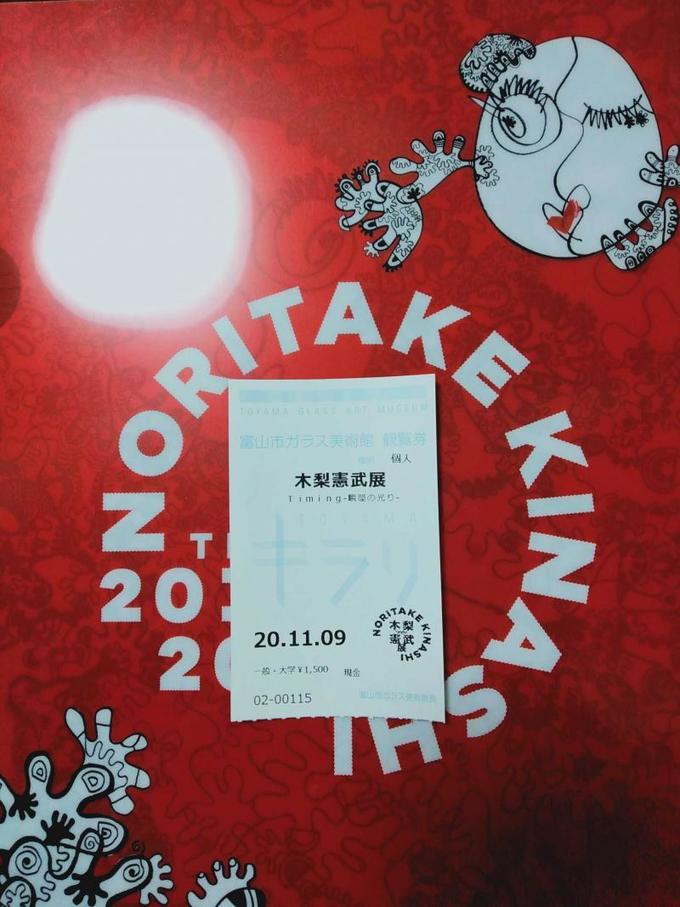 NORITAKE KINASHI
T
20
20
TOYAMA GLASS ART MUSEUM
富山市ガラス美術館 観覧券
個人
木梨憲武展
Timing-瞬間の光り-
TOYAMA
キラリ
20.11.09
NORITAKE KINASHI
木梨
憲武
展
一般・大学¥1,500 現金
02-00115
富山市ガラス美術館長